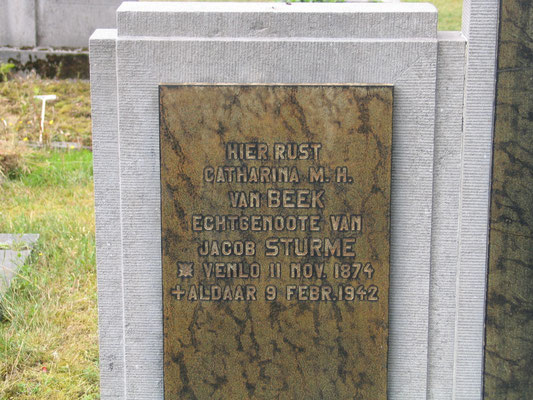 HIER RUST
CATHARINA M. H.
VAN BEEK
ECHTGENOOTE VAN
JACOB STURME
* VENLO 11 NOV. 1874
+ ALDAAR 9 FEBR. 1942